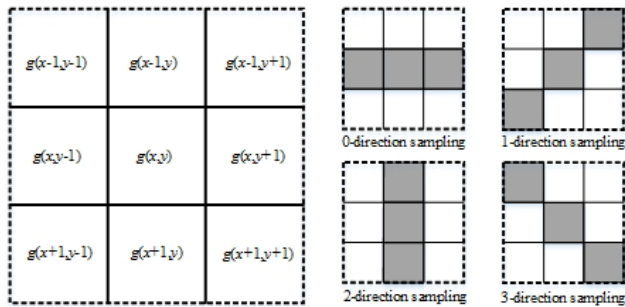 g(x-1,y-1) g(x-1,y) g(x-1,y+1)
g(x,y-1) g(x,y) g(x,y+1)
g(x+1,y-1) g(x+1,y) g(x+1,y+1)
0-direction sampling 1-direction sampling
2-direction sampling 3-direction sampling